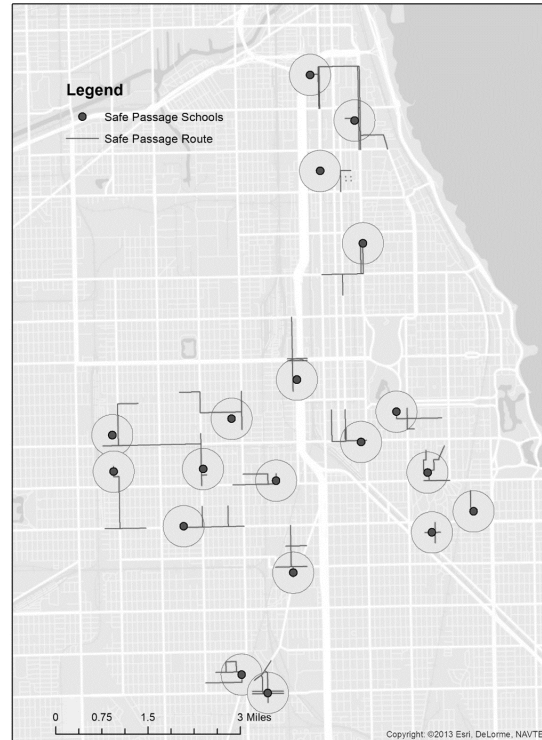 Legend
Safe Passage Schools
Safe Passage Route
0 0.75 1.5 3 Miles
Copyright: ©2013 Esri, DeLorme, NAVTE